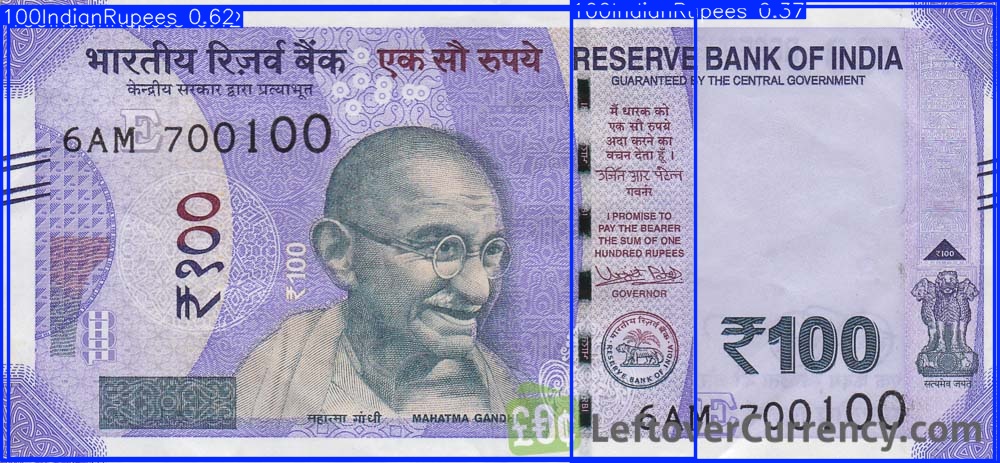 100IndianRupees 0.62
100IndianRupees 0.37
भारतीय रिज़र्व बैंक
एक सौ रुपये
केन्द्रीय सरकार द्वारा प्रत्याभूत
RESERVE BANK OF INDIA
GUARANTEED BY THE CENTRAL GOVERNMENT
E
6AM 700100
₹१००
₹100
मैं धारक को
एक सौ रुपये
अदा करने का
वचन देता हूँ।
उर्जित आर पटेल
गवर्नर
I PROMISE TO
PAY THE BEARER
THE SUM OF ONE
HUNDRED RUPEES
GOVERNOR
भारतीय रिज़र्व बैंक
RESERVE BANK OF INDIA
₹100
₹100
सत्यमेव जयते
महात्मा गांधी
MAHATMA GANDH
E
6AM 700100
LeftoverCurrency.com